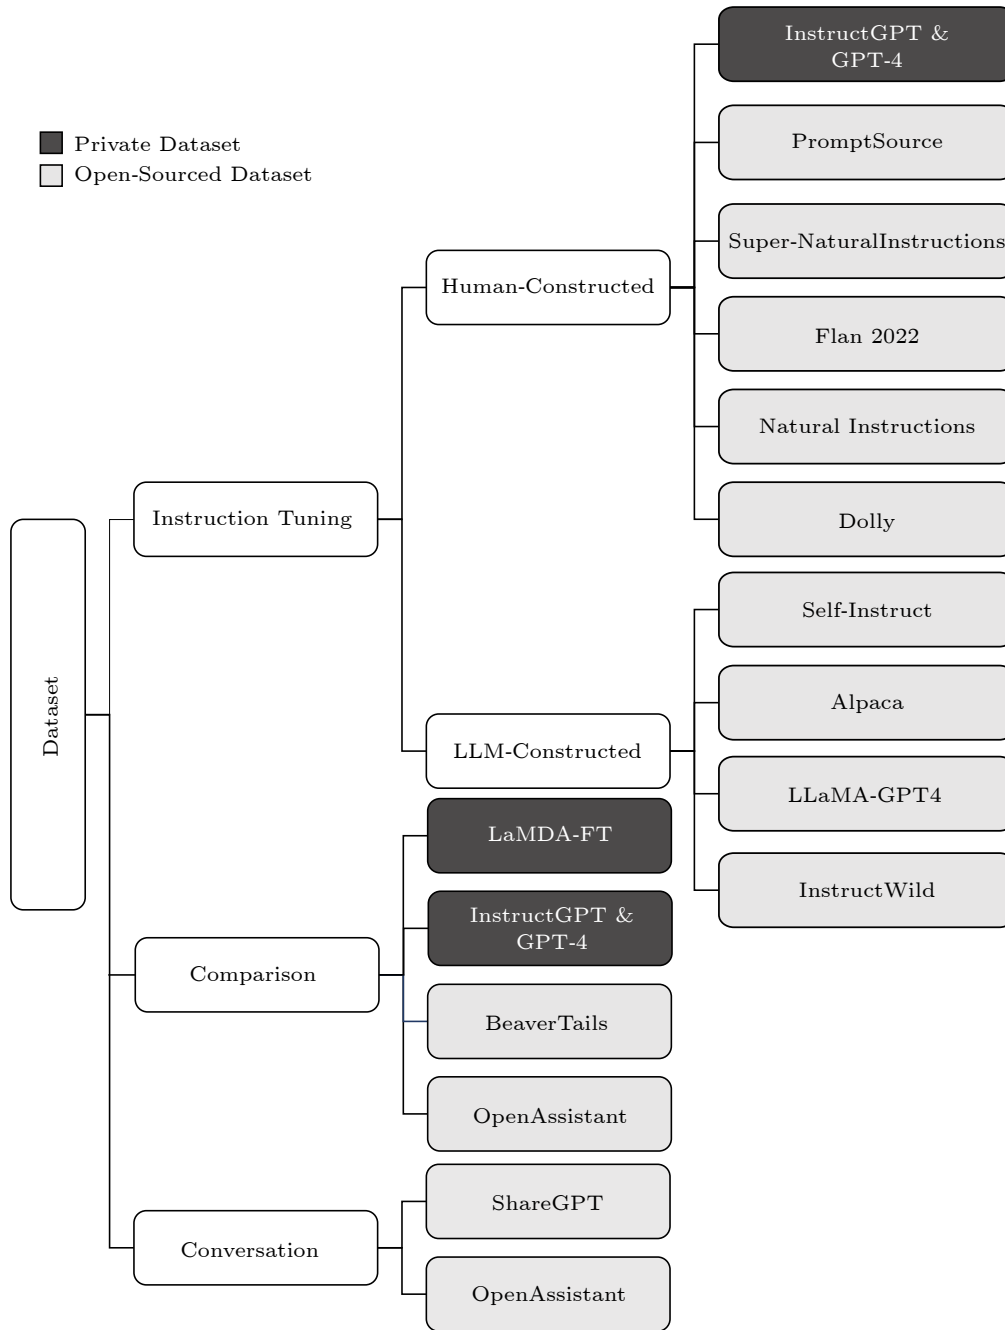 InstructGPT &
GPT-4
Private Dataset
Open-Sourced Dataset
PromptSource
Super-NaturalInstructions
Human-Constructed
Flan 2022
Natural Instructions
Instruction Tuning
Dolly
Self-Instruct
Dataset
Alpaca
LLM-Constructed
LLaMA-GPT4
LaMDA-FT
InstructWild
InstructGPT &
GPT-4
Comparison
BeaverTails
OpenAssistant
ShareGPT
Conversation
OpenAssistant